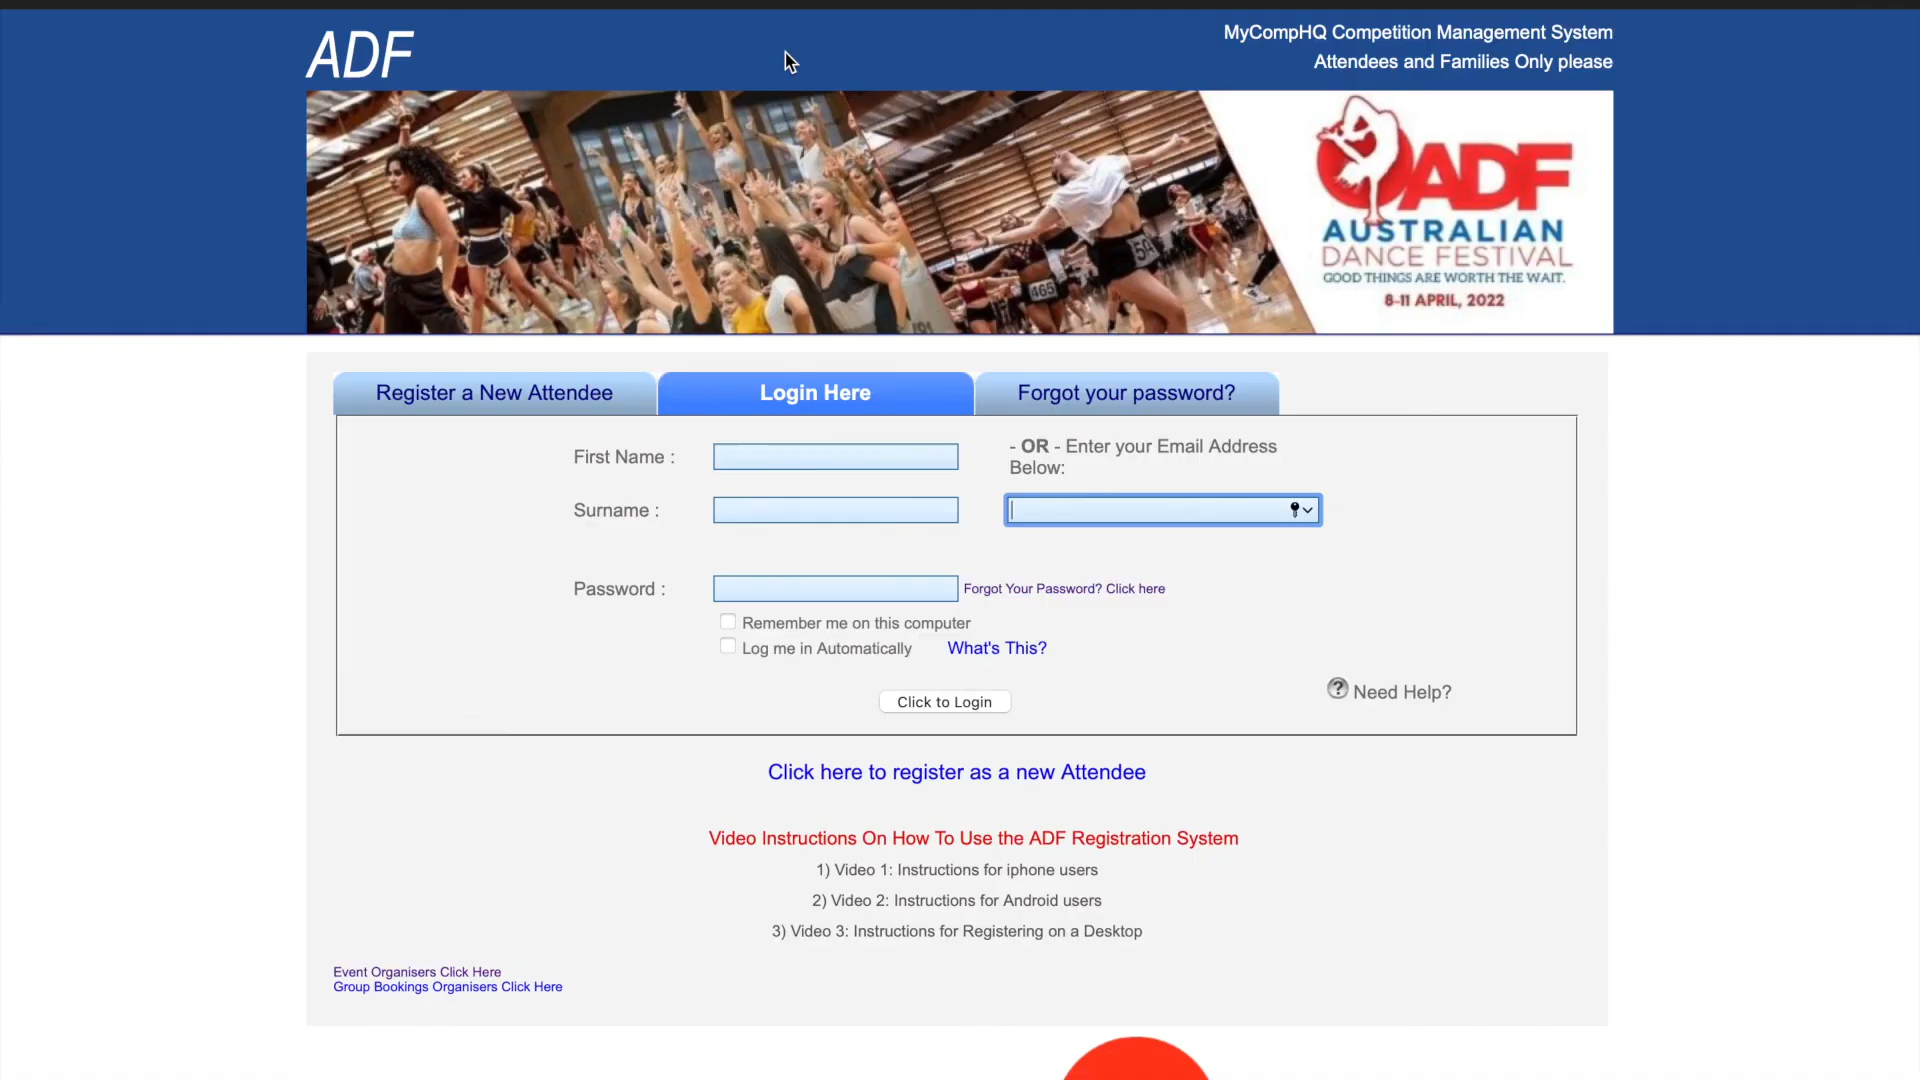 ADF
MyCompHQ Competition Management System
Attendees and Families Only please
ADF
AUSTRALIAN
DANCE FESTIVAL
GOOD THINGS ARE WORTH THE WAIT.
8-11 APRIL, 2022
465
Register a New Attendee
Login Here
Forgot your password?
First Name :
- OR - Enter your Email Address
Below:
Surname :
Password :
Forgot Your Password? Click here
Remember me on this computer
Log me in Automatically
What's This?
Need Help?
Click to Login
Click here to register as a new Attendee
Video Instructions On How To Use the ADF Registration System
1) Video 1: Instructions for iphone users
2) Video 2: Instructions for Android users
3) Video 3: Instructions for Registering on a Desktop
Event Organisers Click Here
Group Bookings Organisers Click Here